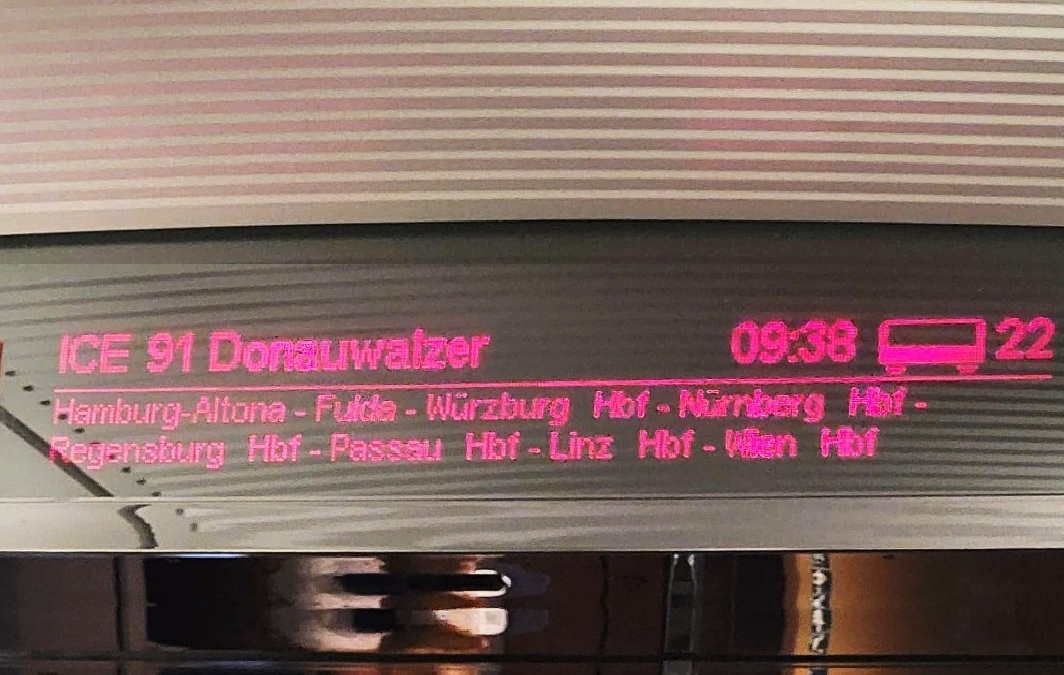 ICE 91 Donauwalzer 09:38 22
Hamburg-Altona - Fulda - Würzburg Hbf - Nürnberg Hbf -
Regensburg Hbf - Passau Hbf - Linz Hbf - Wien Hbf